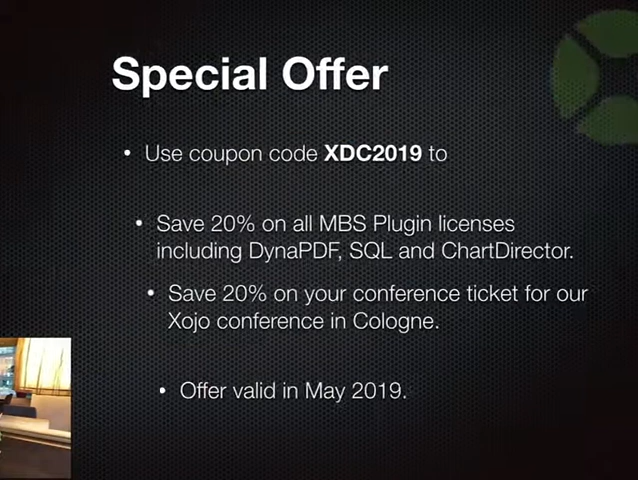 Special Offer
• Use coupon code XDC2019 to
• Save 20% on all MBS Plugin licenses
including DynaPDF, SQL and ChartDirector.
• Save 20% on your conference ticket for our
Xojo conference in Cologne.
• Offer valid in May 2019.